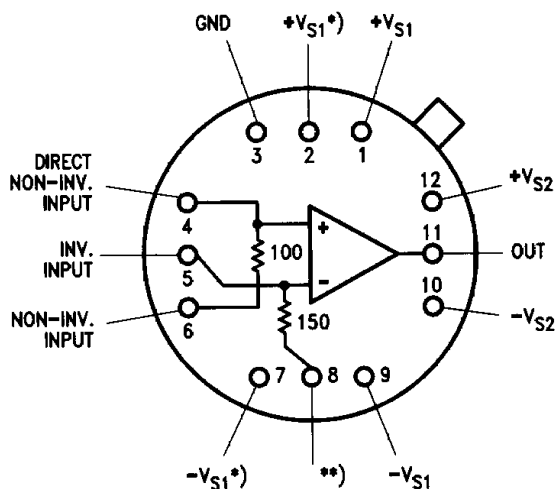 GND
+VS1*)
+VS1
3
2
1
DIRECT
NON-INV.
INPUT
4
12
+VS2
+
100
11
OUT
INV.
INPUT
5
-
10
-VS2
NON-INV.
INPUT
6
150
7
8
9
-VS1*)
**)
-VS1